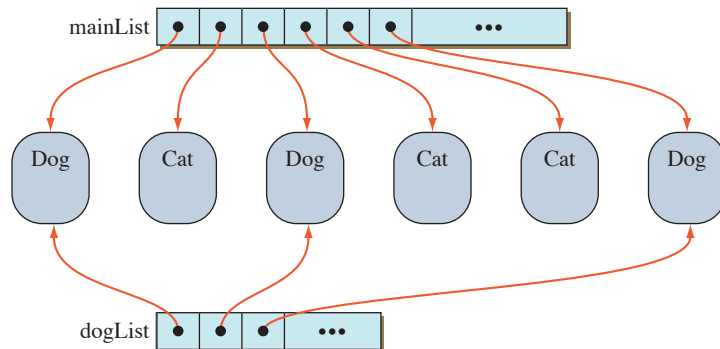 mainList •••
Dog Cat Dog Cat Cat Dog
dogList •••